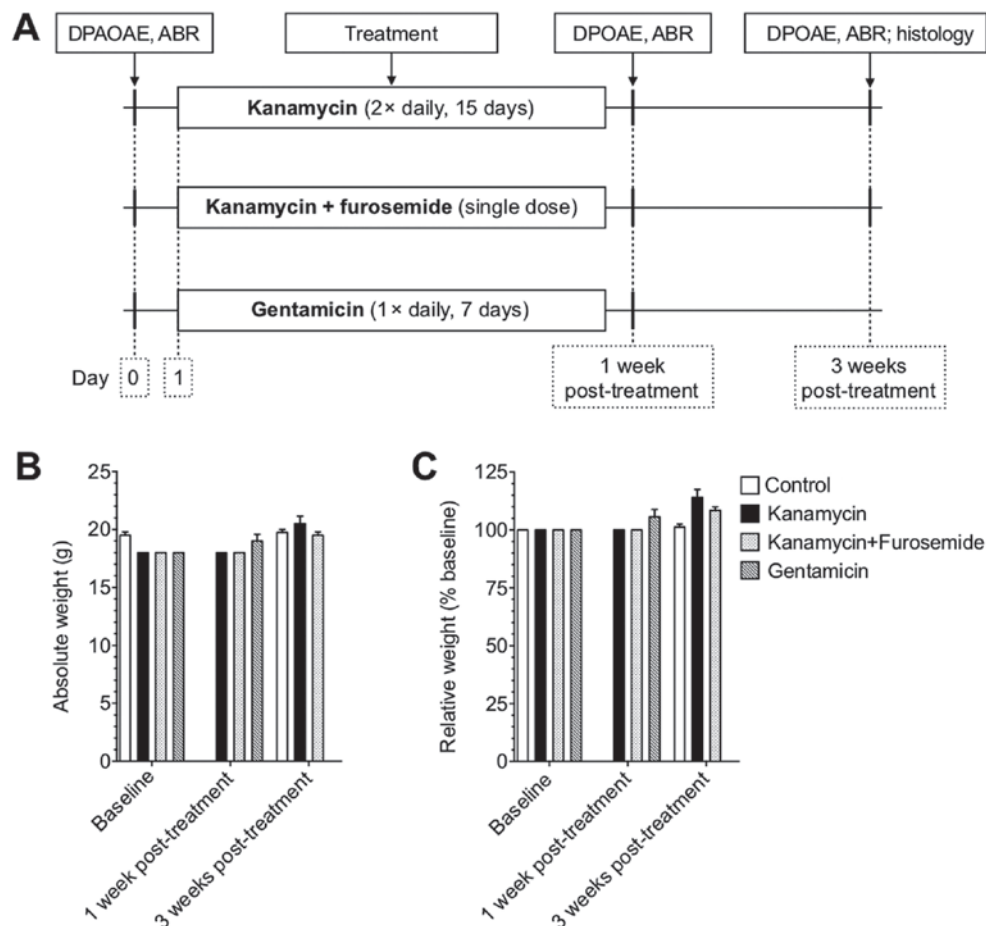 A
DPAOAE, ABR
Treatment
DPOAE, ABR
DPOAE, ABR; histology
Kanamycin (2× daily, 15 days)
Kanamycin + furosemide (single dose)
Gentamicin (1× daily, 7 days)
Day 0 1
1 week
post-treatment
3 weeks
post-treatment
B
Absolute weight (g)
25
20
15
10
5
0
Baseline
1 week post-treatment
3 weeks post-treatment
C
Relative weight (% baseline)
125
100
75
50
25
0
Baseline
1 week post-treatment
3 weeks post-treatment
Control
Kanamycin
Kanamycin+Furosemide
Gentamicin